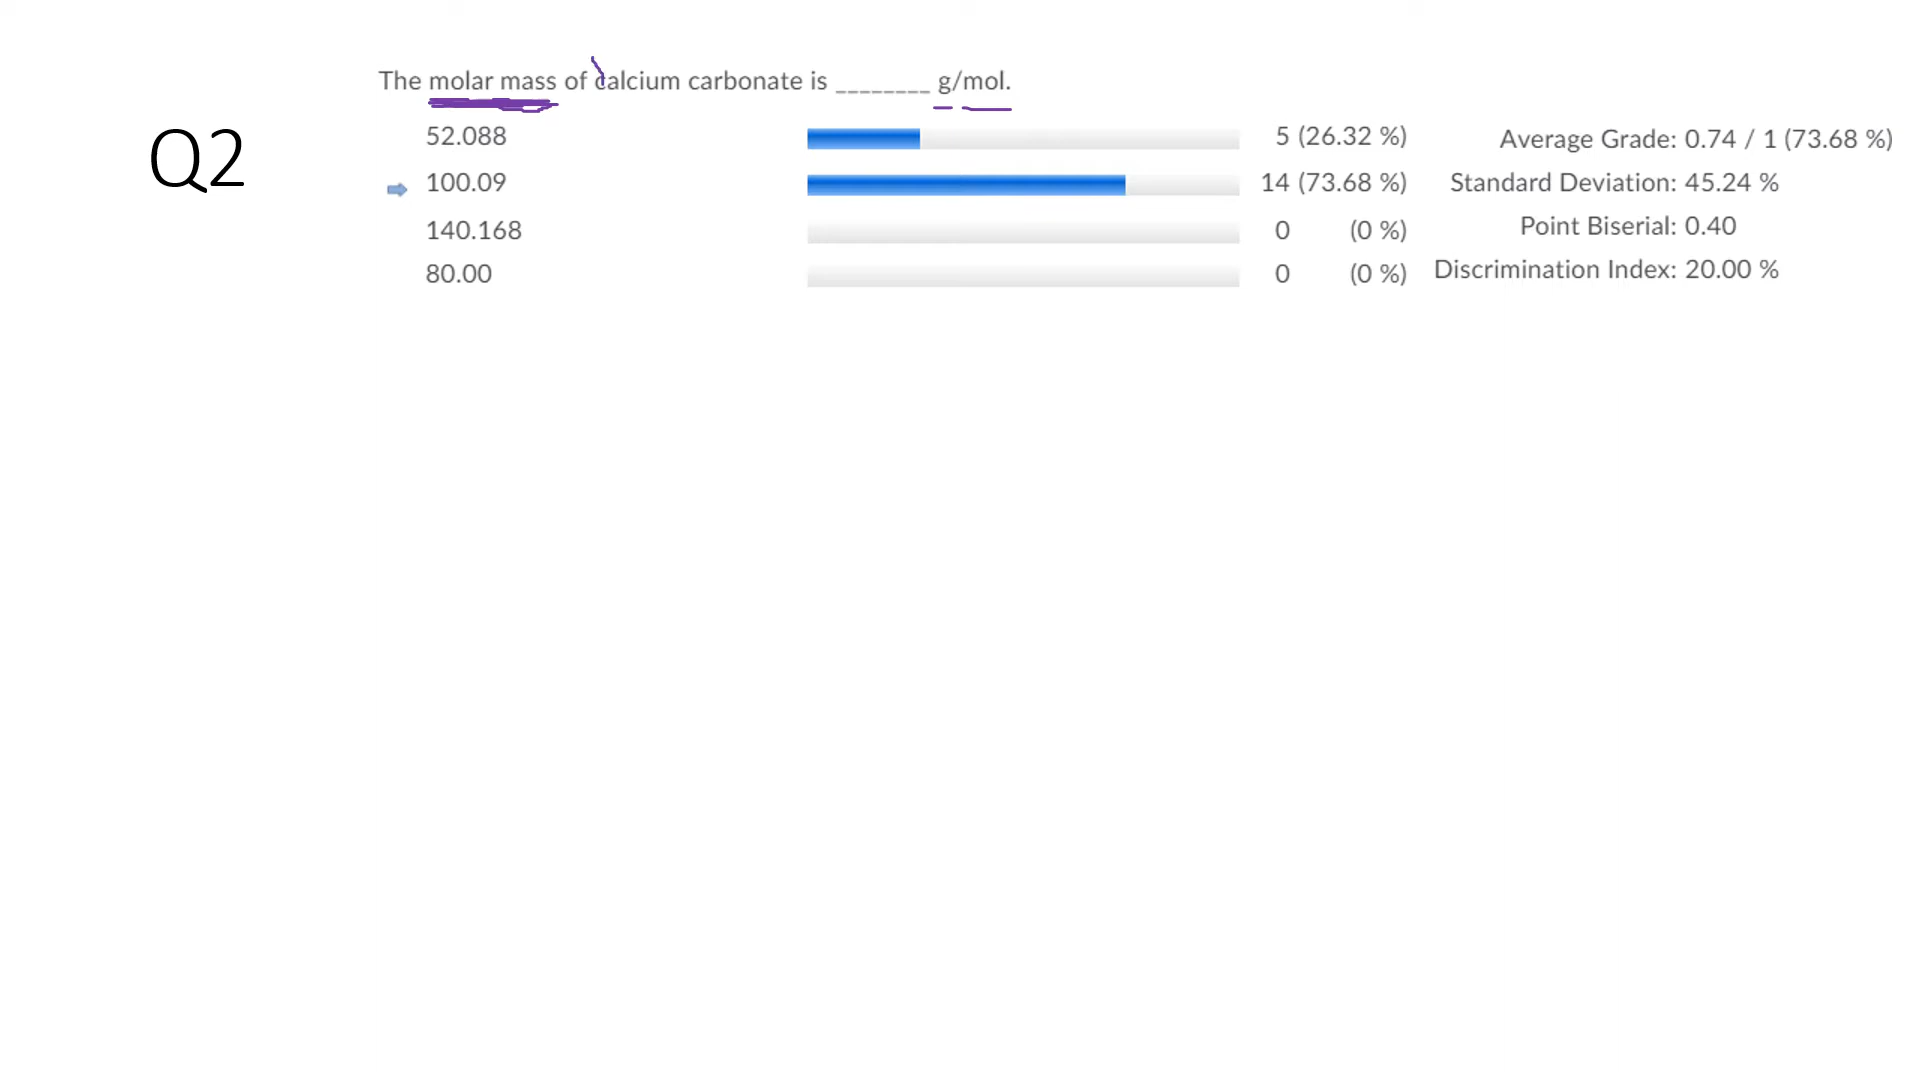 The molar mass of calcium carbonate is ________ g/mol.
Q2
52.088 5 (26.32 %) Average Grade: 0.74 / 1 (73.68 %)
100.09 14 (73.68 %) Standard Deviation: 45.24 %
140.168 0 (0 %) Point Biserial: 0.40
80.00 0 (0 %) Discrimination Index: 20.00 %